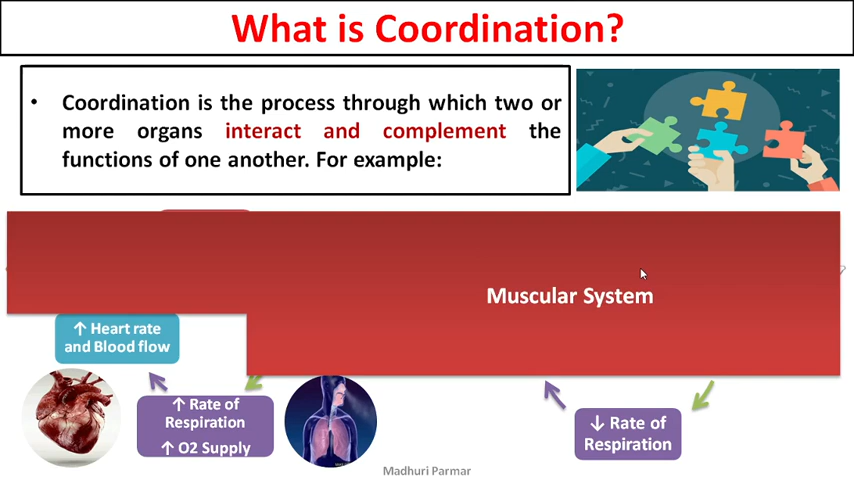 What is Coordination?
• Coordination is the process through which two or
more organs interact and complement the
functions of one another. For example:
Muscular System
↑ Heart rate
and Blood flow
↑ Rate of
Respiration
↑ O2 Supply
↓ Rate of
Respiration
Madhuri Parmar